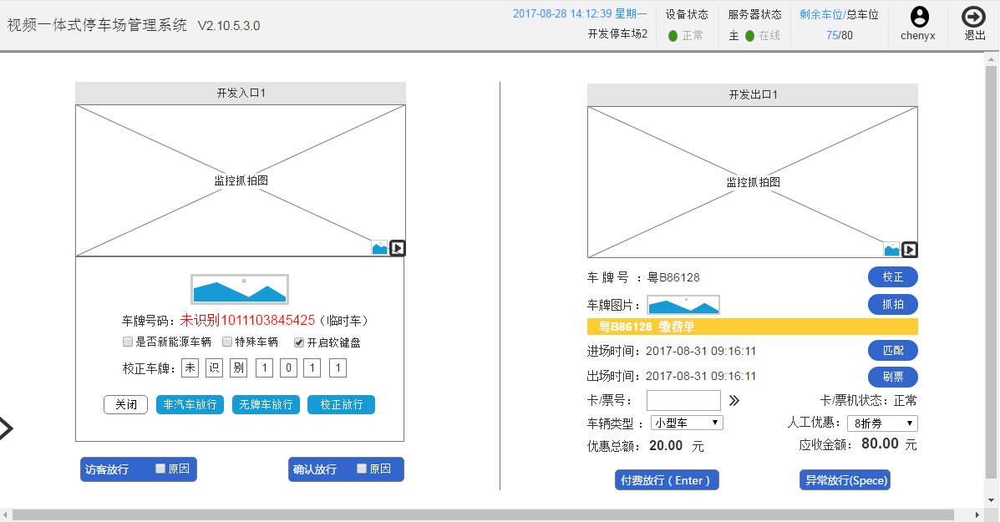 视频一体式停车场管理系统 V2.10.5.3.0
2017-08-28 14:12:39 星期一
开发停车场2
设备状态
正常
服务器状态
主 在线
剩余车位/总车位
75/80
chenyx
退出
开发入口1
监控抓拍图
车牌号码：未识别1011103845425（临时车）
是否新能源车辆 特殊车辆 开启软键盘
校正车牌： 未 识 别 1 0 1 1
关闭 非汽车放行 无牌车放行 校正放行
访客放行 原因
确认放行 原因
开发出口1
监控抓拍图
车 牌 号 ：粤B86128 校正
车牌图片： 抓拍
粤B86128 缴费单
进场时间：2017-08-31 09:16:11 匹配
出场时间：2017-08-31 09:16:11 刷票
卡/票号： 卡/票机状态：正常
车辆类型： 小型车 人工优惠： 8折券
优惠总额： 20.00 元 应收金额： 80.00 元
付费放行（Enter） 异常放行(Spece)